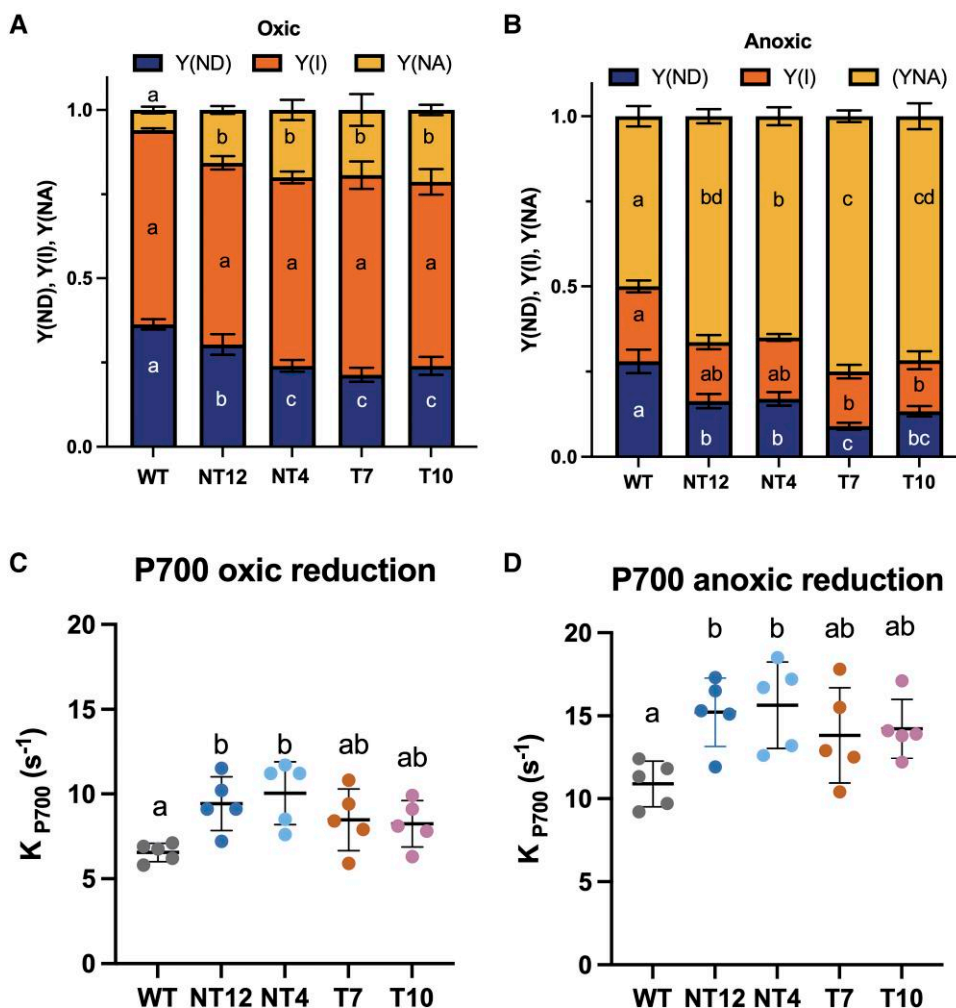 A
Oxic
Y(ND) Y(I) Y(NA)
Y(ND), Y(I), Y(NA)
1.0
0.5
0.0
a b b b b
a a a a a
a b c c c
WT NT12 NT4 T7 T10
B
Anoxic
Y(ND) Y(I) (YNA)
Y(ND), Y(I), Y(NA)
1.0
0.5
0.0
a bd b c cd
a ab ab b b
a b b c bc
WT NT12 NT4 T7 T10
C
P700 oxic reduction
K P700 (s-1)
20
15
10
5
0
a b b ab ab
WT NT12 NT4 T7 T10
D
P700 anoxic reduction
K P700 (s-1)
20
15
10
5
0
a b b ab ab
WT NT12 NT4 T7 T10